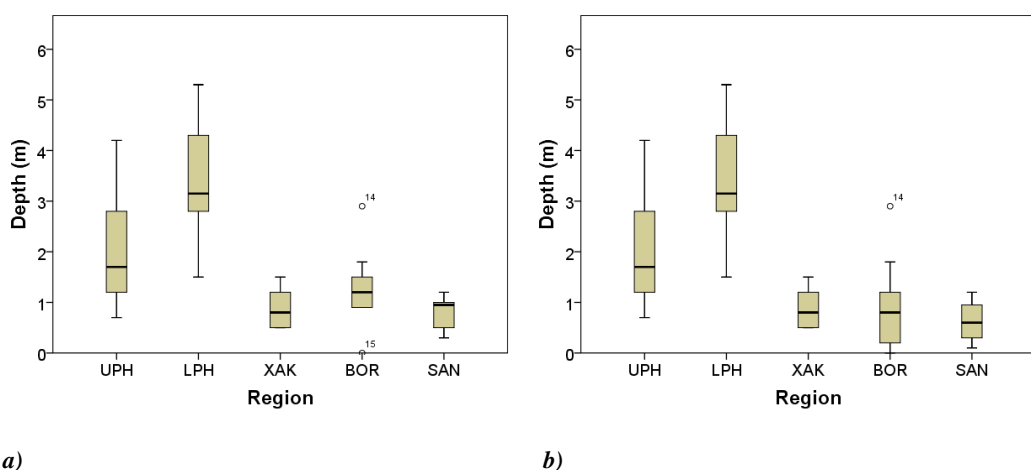 6
5
4
3
2
1
0
Depth (m)
14
15
UPH LPH XAK BOR SAN
Region
a)
6
5
4
3
2
1
0
Depth (m)
14
UPH LPH XAK BOR SAN
Region
b)